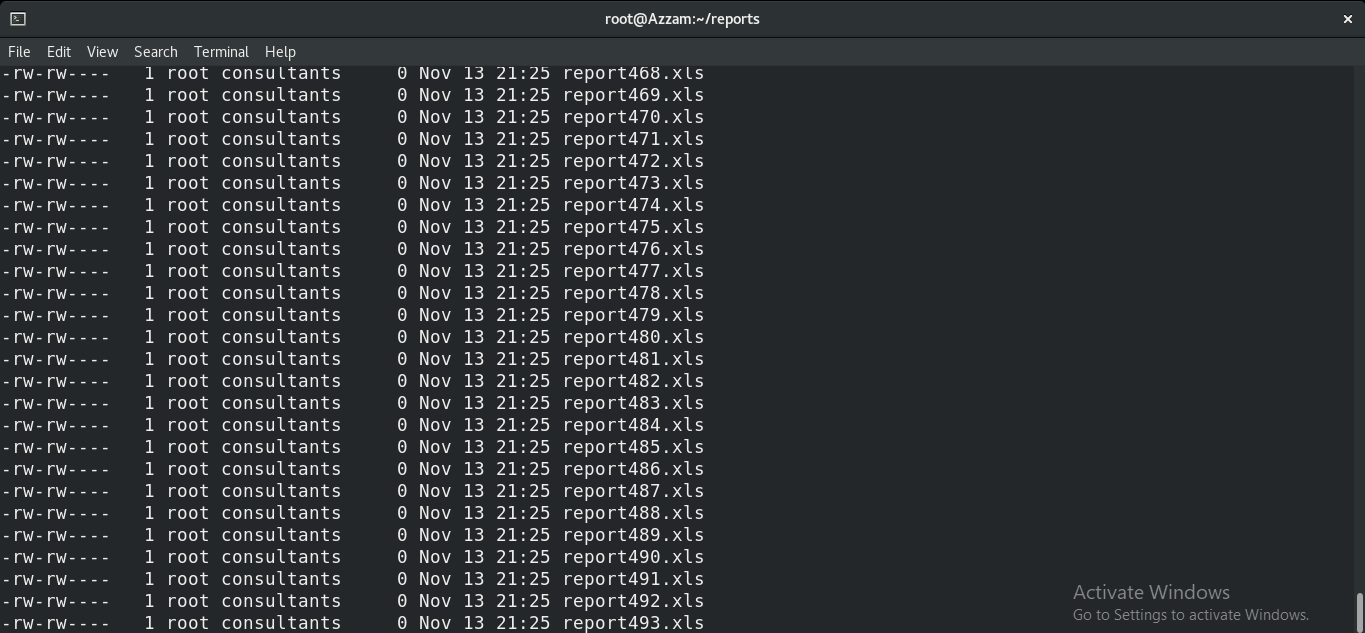 root@Azzam:~/reports
File Edit View Search Terminal Help
-rw-rw---- 1 root consultants 0 Nov 13 21:25 report468.xls
-rw-rw---- 1 root consultants 0 Nov 13 21:25 report469.xls
-rw-rw---- 1 root consultants 0 Nov 13 21:25 report470.xls
-rw-rw---- 1 root consultants 0 Nov 13 21:25 report471.xls
-rw-rw---- 1 root consultants 0 Nov 13 21:25 report472.xls
-rw-rw---- 1 root consultants 0 Nov 13 21:25 report473.xls
-rw-rw---- 1 root consultants 0 Nov 13 21:25 report474.xls
-rw-rw---- 1 root consultants 0 Nov 13 21:25 report475.xls
-rw-rw---- 1 root consultants 0 Nov 13 21:25 report476.xls
-rw-rw---- 1 root consultants 0 Nov 13 21:25 report477.xls
-rw-rw---- 1 root consultants 0 Nov 13 21:25 report478.xls
-rw-rw---- 1 root consultants 0 Nov 13 21:25 report479.xls
-rw-rw---- 1 root consultants 0 Nov 13 21:25 report480.xls
-rw-rw---- 1 root consultants 0 Nov 13 21:25 report481.xls
-rw-rw---- 1 root consultants 0 Nov 13 21:25 report482.xls
-rw-rw---- 1 root consultants 0 Nov 13 21:25 report483.xls
-rw-rw---- 1 root consultants 0 Nov 13 21:25 report484.xls
-rw-rw---- 1 root consultants 0 Nov 13 21:25 report485.xls
-rw-rw---- 1 root consultants 0 Nov 13 21:25 report486.xls
-rw-rw---- 1 root consultants 0 Nov 13 21:25 report487.xls
-rw-rw---- 1 root consultants 0 Nov 13 21:25 report488.xls
-rw-rw---- 1 root consultants 0 Nov 13 21:25 report489.xls
-rw-rw---- 1 root consultants 0 Nov 13 21:25 report490.xls
-rw-rw---- 1 root consultants 0 Nov 13 21:25 report491.xls
-rw-rw---- 1 root consultants 0 Nov 13 21:25 report492.xls
-rw-rw---- 1 root consultants 0 Nov 13 21:25 report493.xls
Activate Windows
Go to Settings to activate Windows.